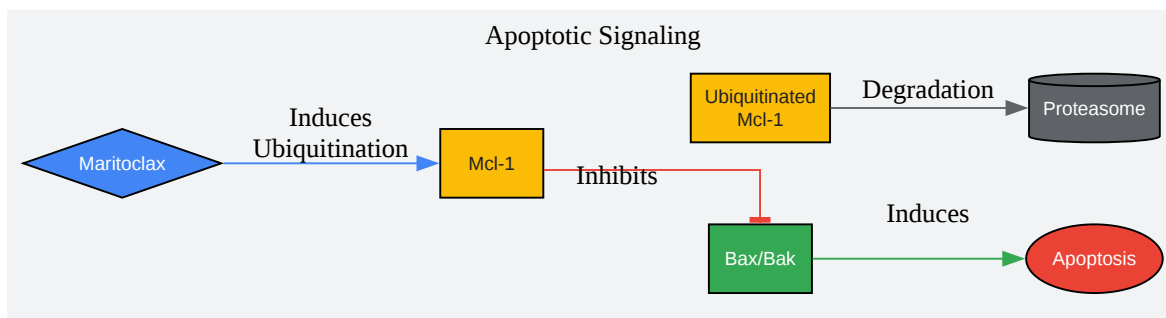 Apoptotic Signaling
Ubiquitinated
Mcl-1
Degradation
Proteasome
Maritoclax
Induces
Ubiquitination
Mcl-1
Inhibits
Bax/Bak
Induces
Apoptosis